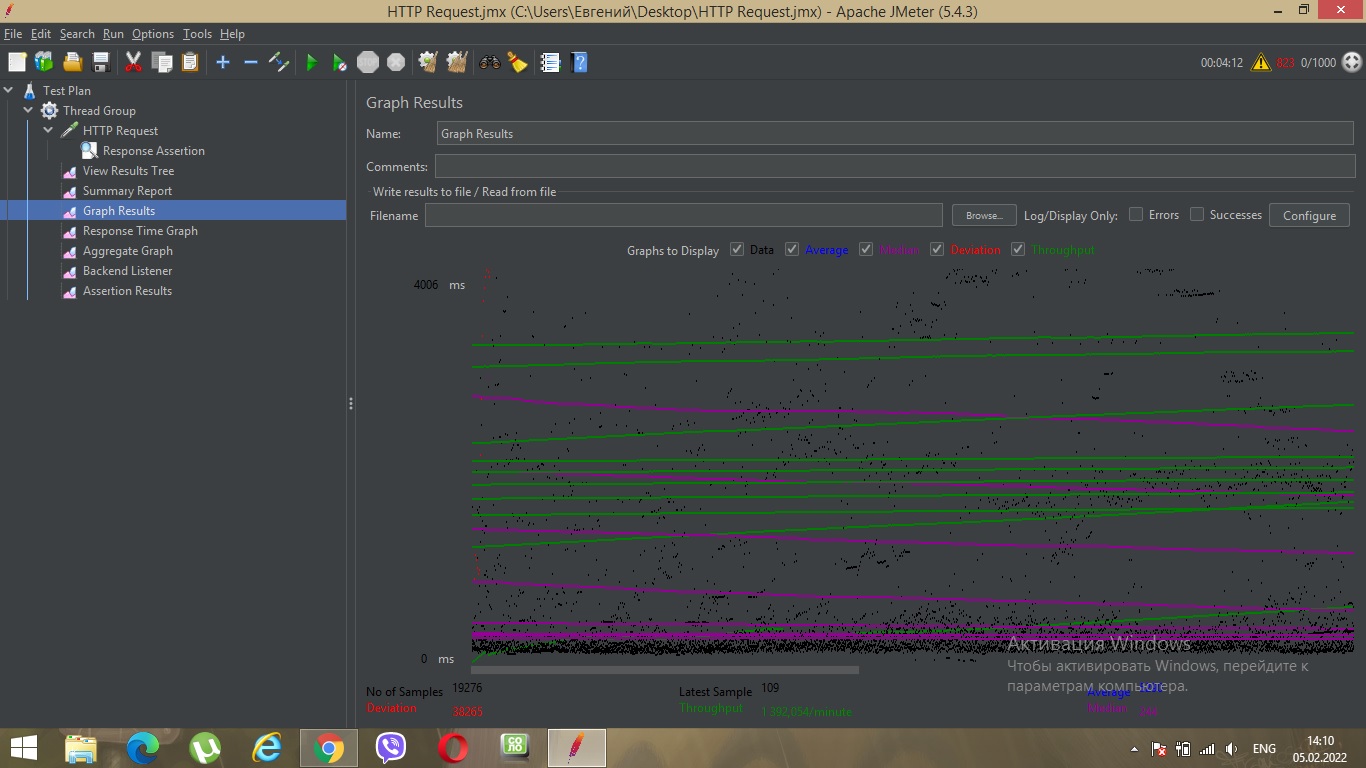 HTTP Request.jmx (C:\Users\Евгений\Desktop\HTTP Request.jmx) - Apache JMeter (5.4.3)
File Edit Search Run Options Tools Help
00:04:12 823 0/1000
Test Plan
Thread Group
HTTP Request
Response Assertion
View Results Tree
Summary Report
Graph Results
Response Time Graph
Aggregate Graph
Backend Listener
Assertion Results
Graph Results
Name: Graph Results
Comments:
Write results to file / Read from file
Filename Browse... Log/Display Only: Errors Successes Configure
Graphs to Display Data Average Median Deviation Throughput
4006 ms
0 ms
No of Samples 19276 Latest Sample 109 Average
Deviation 38265 Throughput 1 392,054/minute Median
Активация Windows
Чтобы активировать Windows, перейдите к
параметрам компьютера.
ENG
14:10
05.02.2022